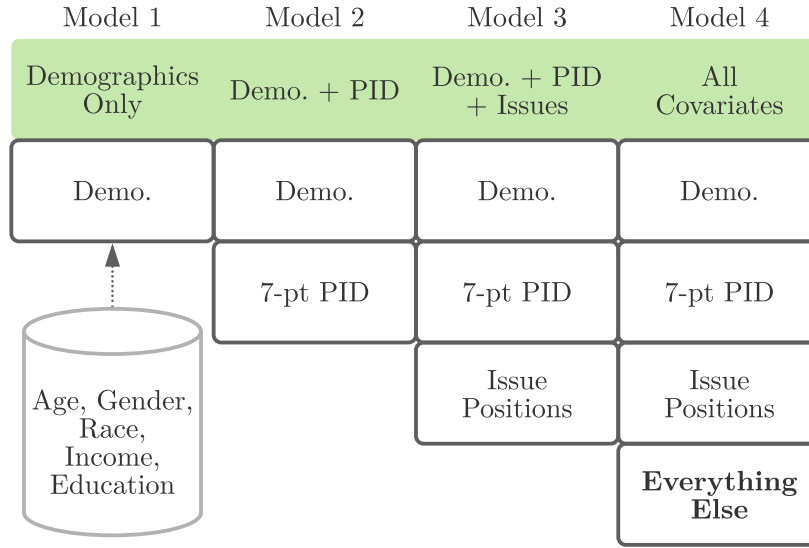 Model 1
Model 2
Model 3
Model 4
Demographics
Only
Demo. + PID
Demo. + PID
+ Issues
All
Covariates
Demo.
Demo.
Demo.
Demo.
7-pt PID
7-pt PID
7-pt PID
Issue
Positions
Issue
Positions
Age, Gender,
Race,
Income,
Education
Everything
Else